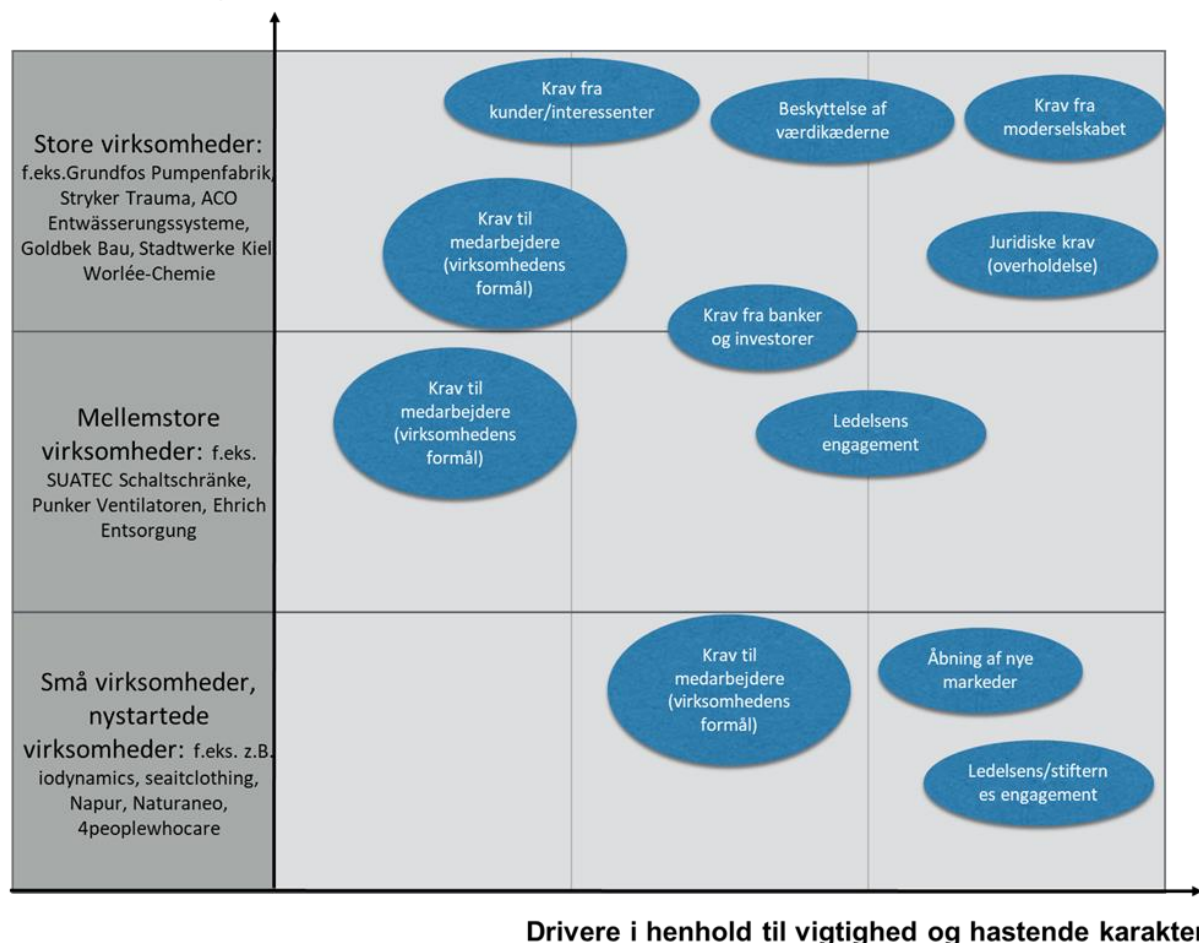 Store virksomheder:
f.eks.Grundfos Pumpenfabrik,
Stryker Trauma, ACO
Entwässerungssysteme,
Goldbek Bau, Stadtwerke Kiel
Worlée-Chemie
Krav fra
kunder/interessenter
Beskyttelse af
værdikæderne
Krav fra
moderselskabet
Krav til
medarbejdere
(virksomhedens
formål)
Juridiske krav
(overholdelse)
Krav fra banker
og investorer
Mellemstore
virksomheder: f.eks.
SUATEC Schaltschränke,
Punker Ventilatoren, Ehrich
Entsorgung
Krav til
medarbejdere
(virksomhedens
formål)
Ledelsens
engagement
Små virksomheder,
nystartede
virksomheder: f.eks. z.B.
iodynamics, seaitclothing,
Napur, Naturaneo,
4peoplewhocare
Krav til
medarbejdere
(virksomhedens
formål)
Åbning af nye
markeder
Ledelsens/stiftern
es engagement
Drivere i henhold til vigtighed og hastende karakter